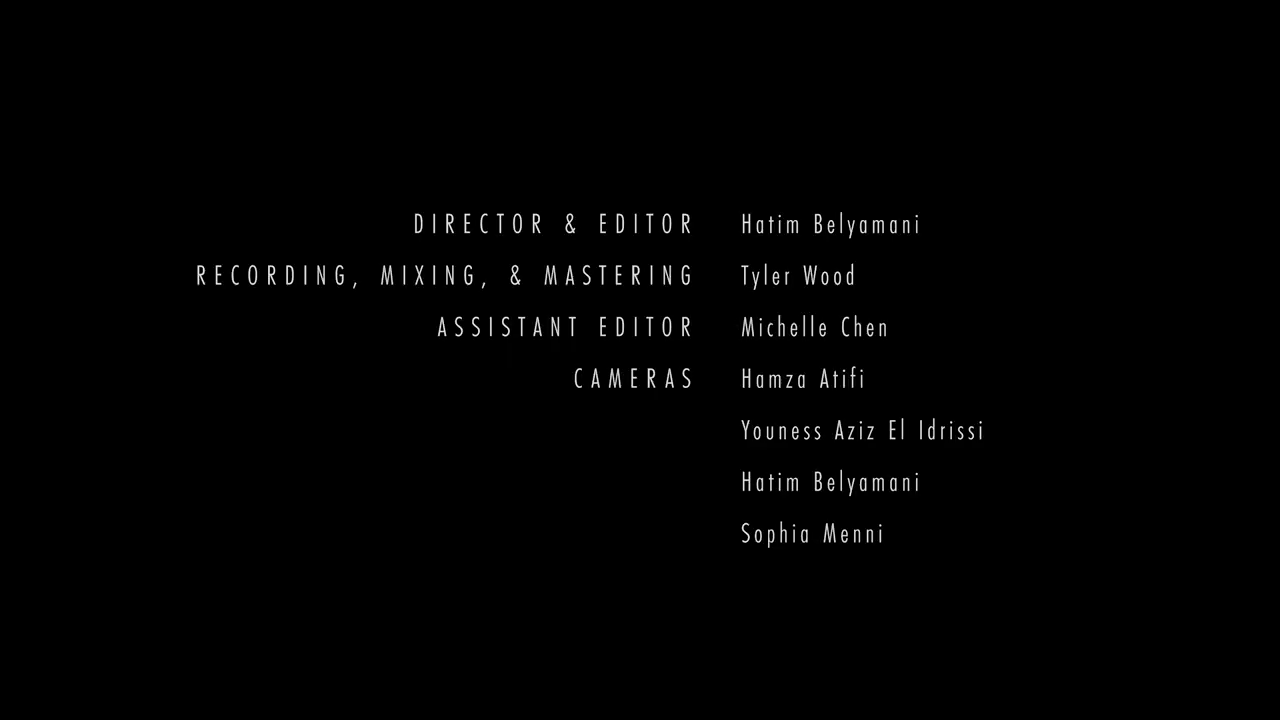 DIRECTOR & EDITOR Hatim Belyamani
RECORDING, MIXING, & MASTERING Tyler Wood
ASSISTANT EDITOR Michelle Chen
CAMERAS Hamza Atifi
Youness Aziz El Idrissi
Hatim Belyamani
Sophia Menni